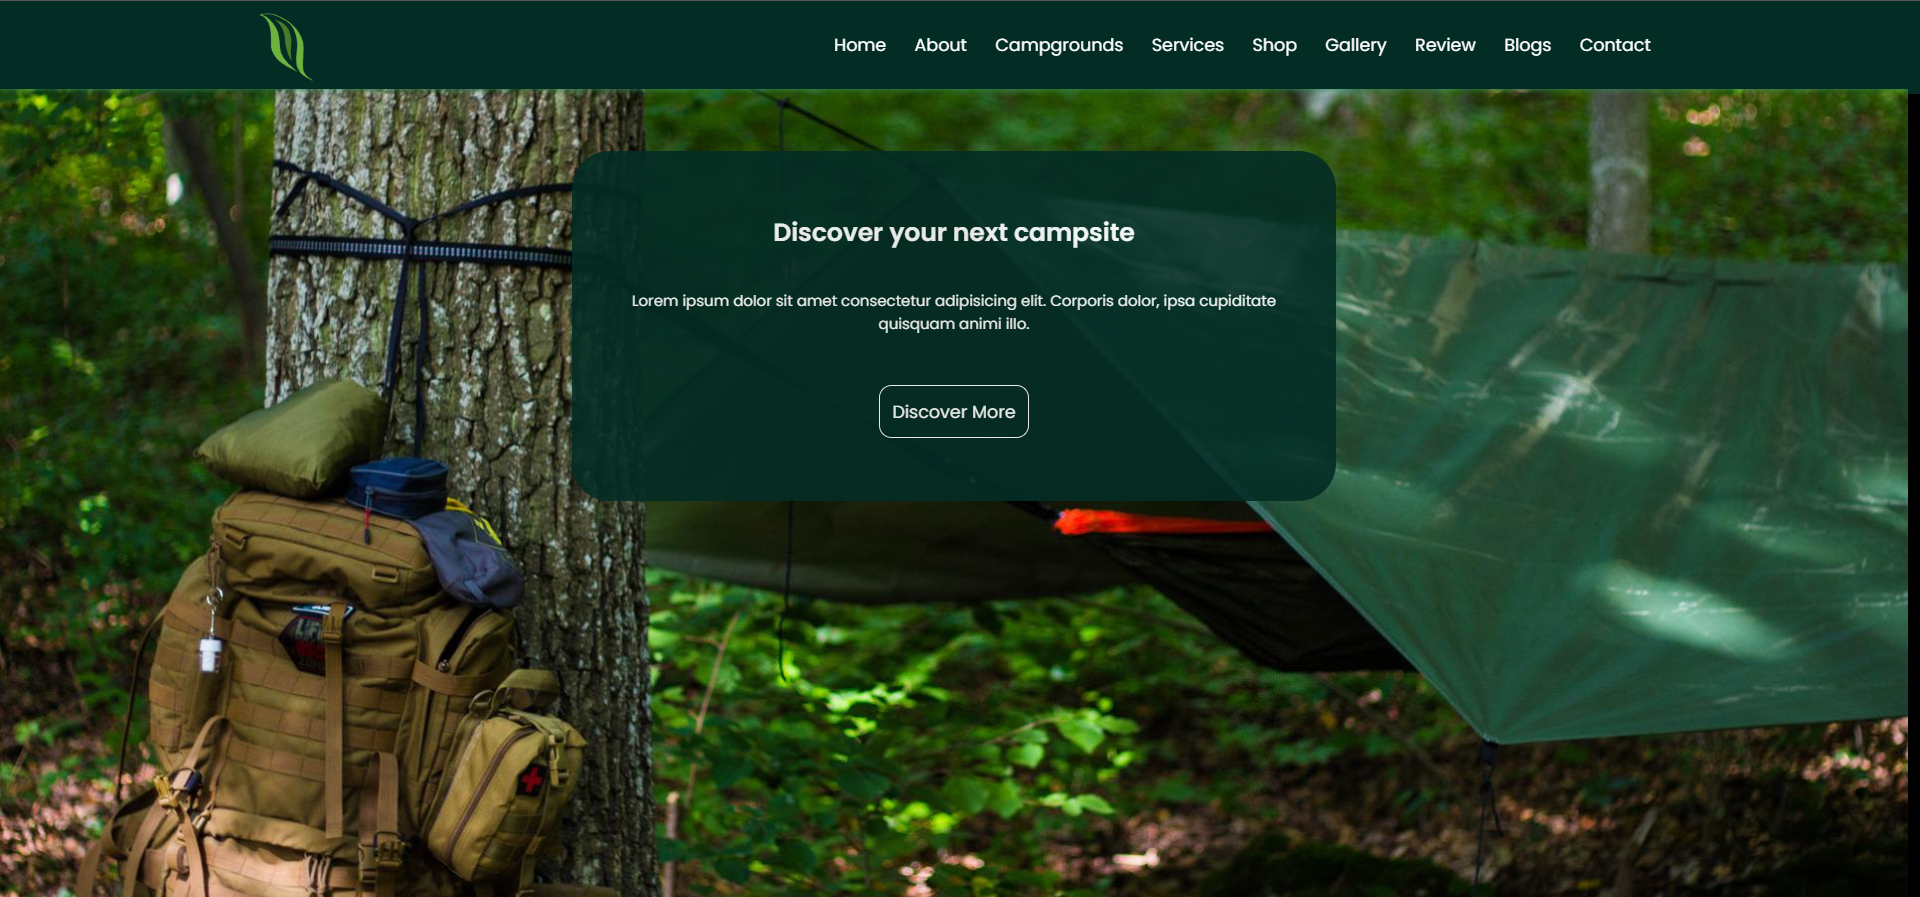 Home About Campgrounds Services Shop Gallery Review Blogs Contact
Discover your next campsite
Lorem ipsum dolor sit amet consectetur adipisicing elit. Corporis dolor, ipsa cupiditate
quisquam animi illo.
Discover More